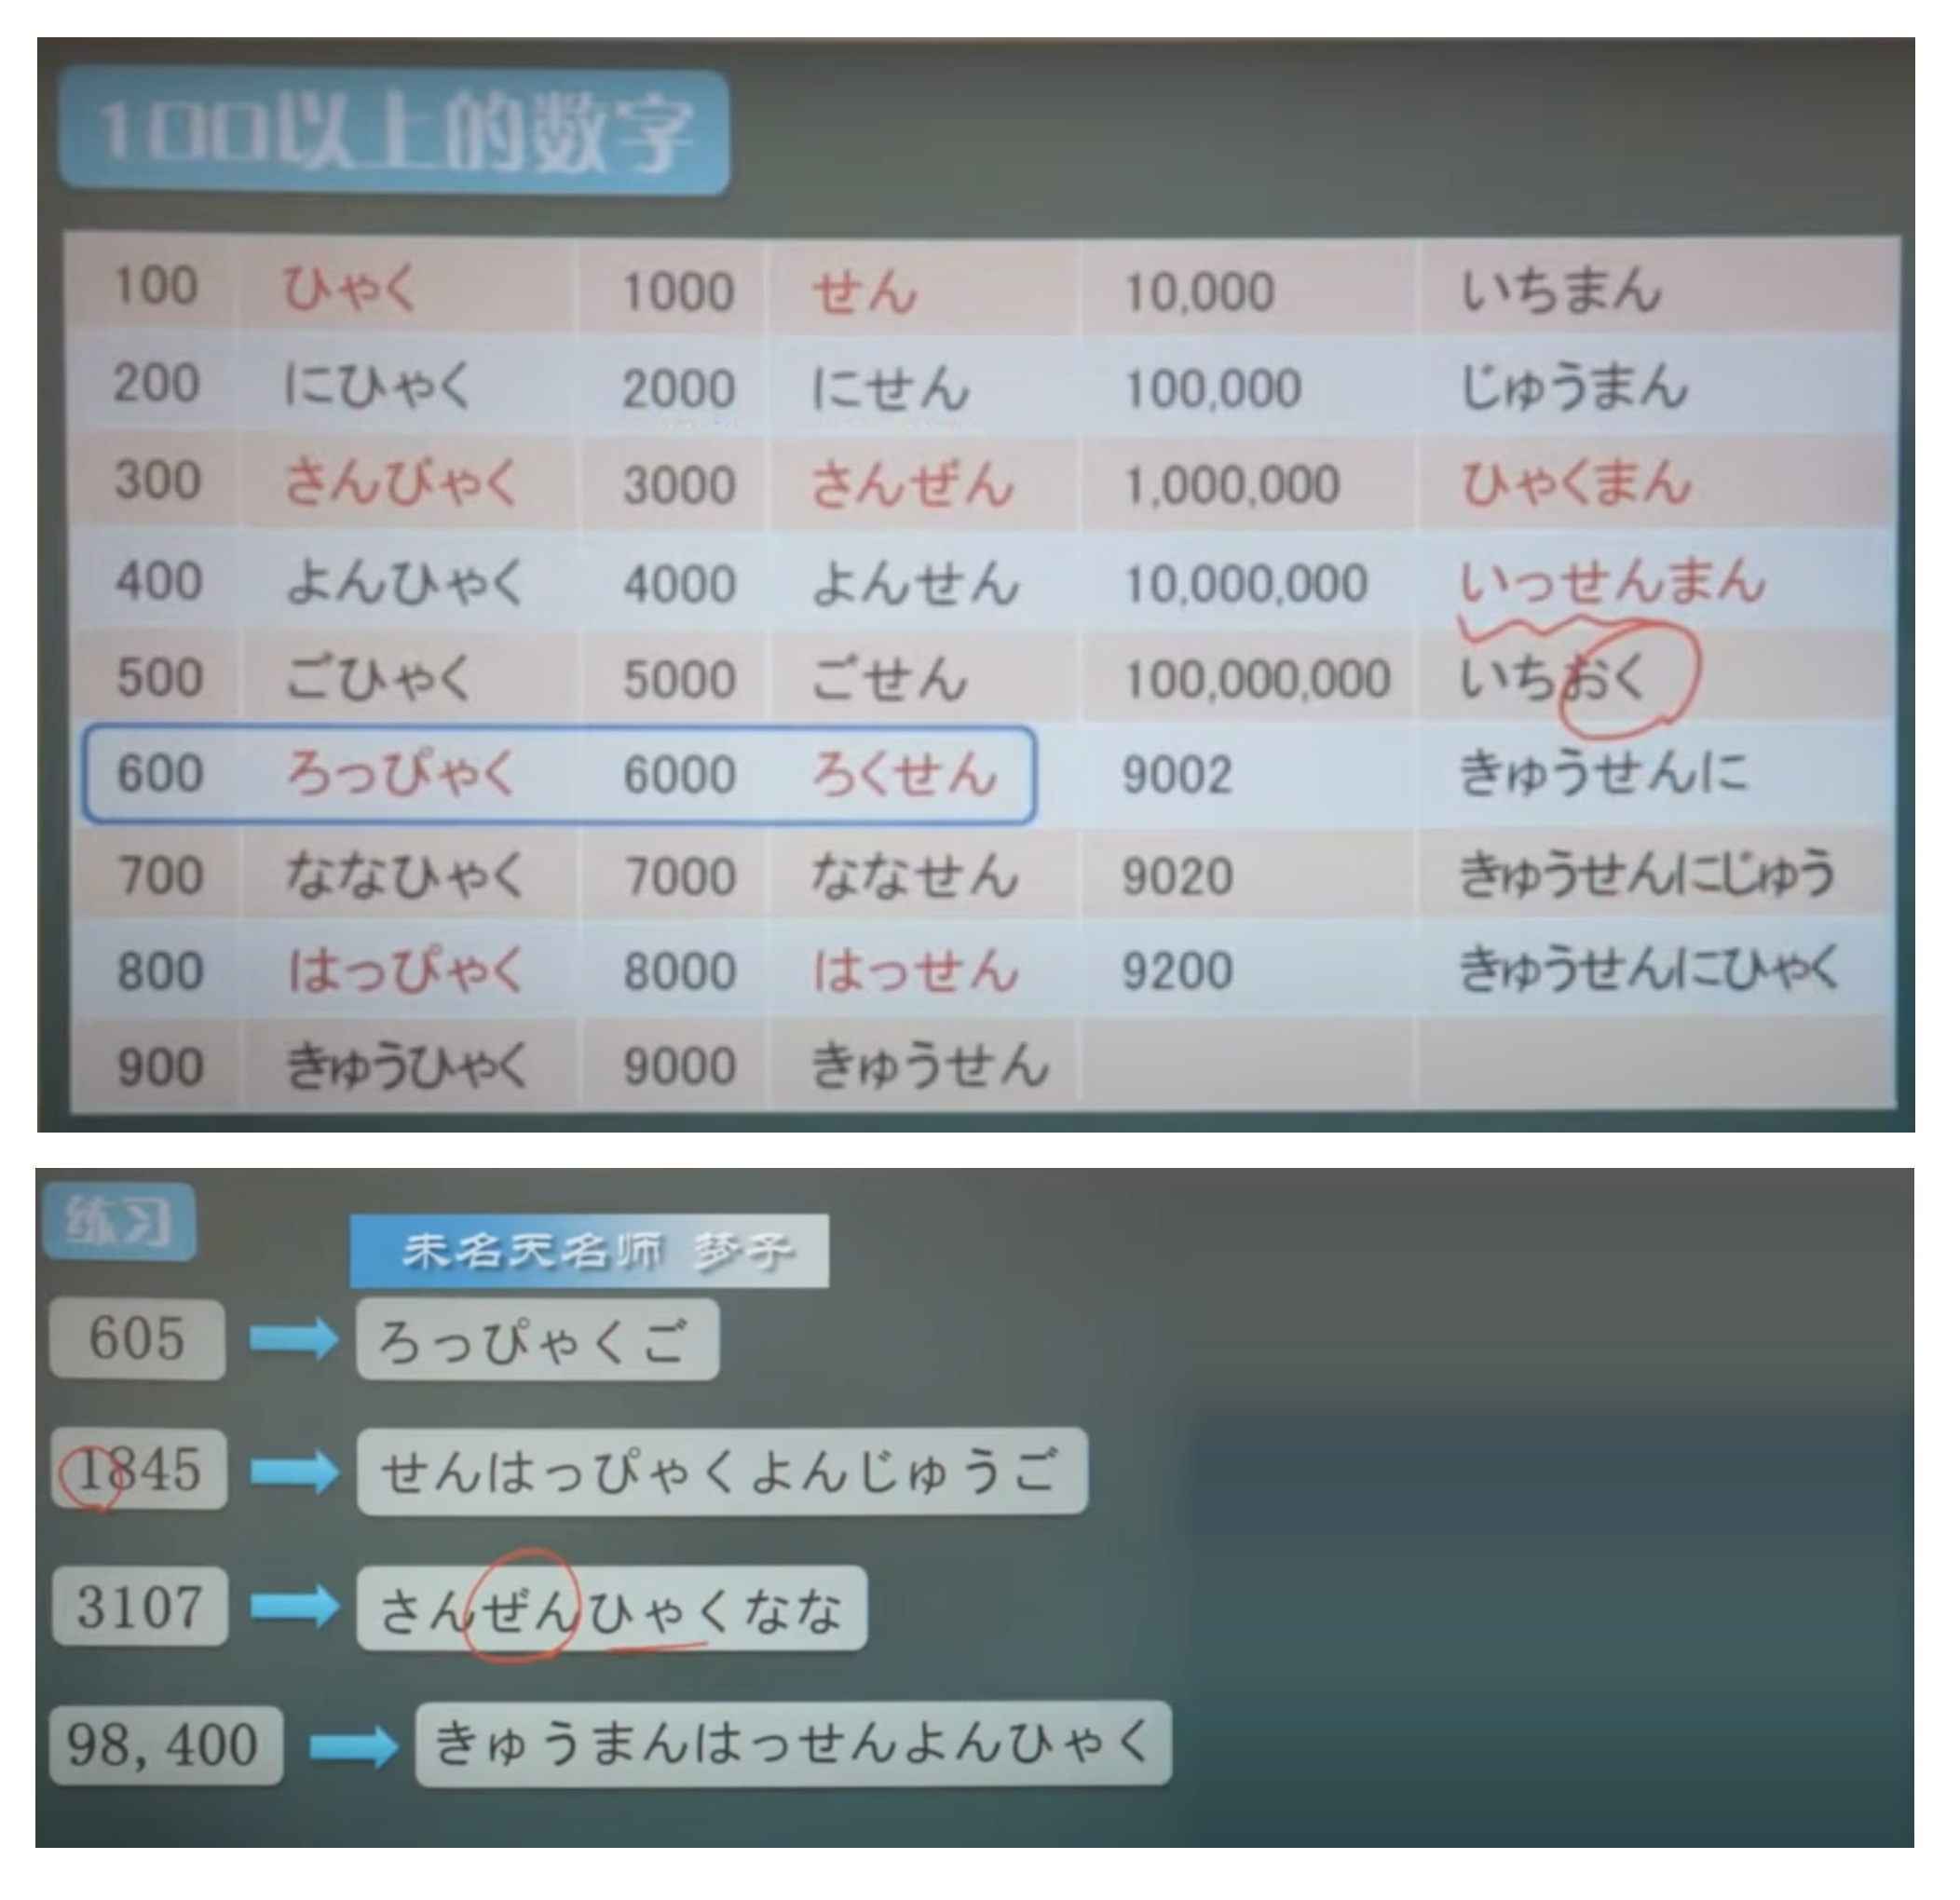 100以上的数字
100 ひゃく 1000 せん 10,000 いちまん
200 にひゃく 2000 にせん 100,000 じゅうまん
300 さんびゃく 3000 さんぜん 1,000,000 ひゃくまん
400 よんひゃく 4000 よんせん 10,000,000 いっせんまん
500 ごひゃく 5000 ごせん 100,000,000 いちおく
600 ろっぴゃく 6000 ろくせん 9002 きゅうせんに
700 ななひゃく 7000 ななせん 9020 きゅうせんにじゅう
800 はっぴゃく 8000 はっせん 9200 きゅうせんにひゃく
900 きゅうひゃく 9000 きゅうせん
练习
未名天名师 梦子
605 ろっぴゃくご
1845 せんはっぴゃくよんじゅうご
3107 さんぜんひゃくなな
98,400 きゅうまんはっせんよんひゃく